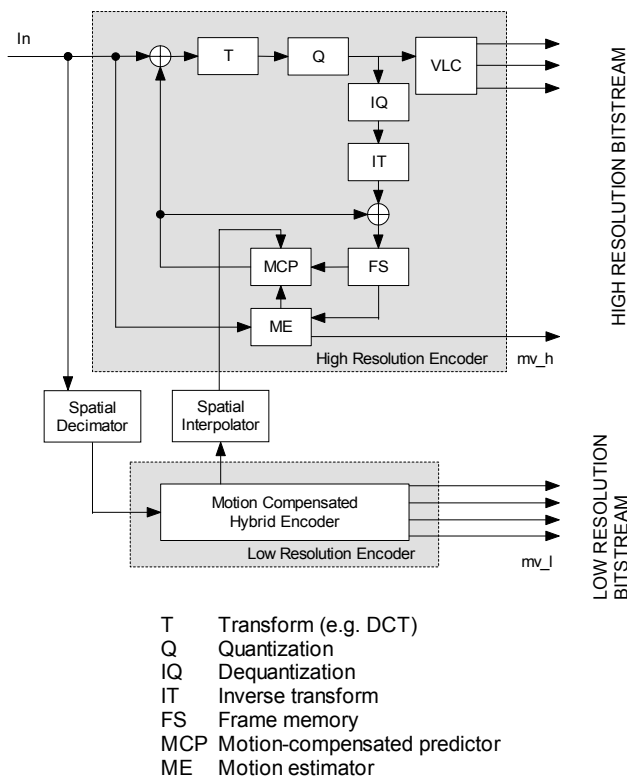 In
T
Q
VLC
IQ
IT
MCP
FS
ME
High Resolution Encoder
mv_h
HIGH RESOLUTION BITSTREAM
Spatial
Decimator
Spatial
Interpolator
Motion Compensated
Hybrid Encoder
Low Resolution Encoder
mv_l
LOW RESOLUTION
BITSTREAM
T Transform (e.g. DCT)
Q Quantization
IQ Dequantization
IT Inverse transform
FS Frame memory
MCP Motion-compensated predictor
ME Motion estimator